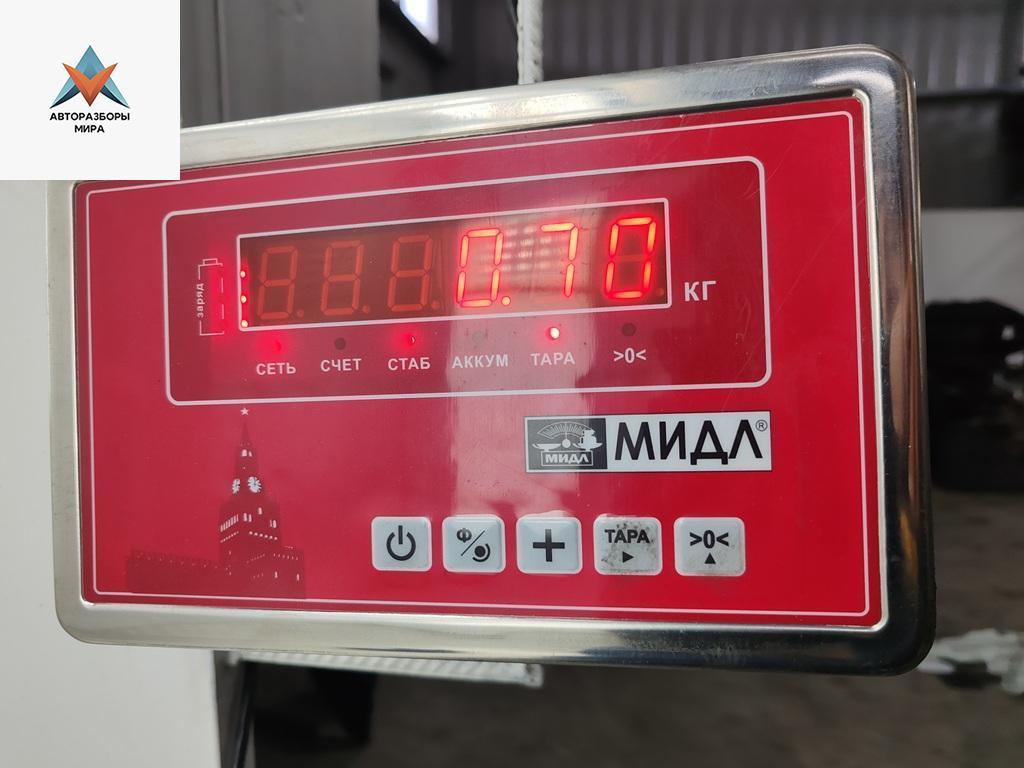 АВТОРАЗБОРЫ
МИРА
заряд
0.70
КГ
СЕТЬ СЧЕТ СТАБ АККУМ ТАРА >0<
МИДЛ МИДЛ®
Ф ТАРА >0<